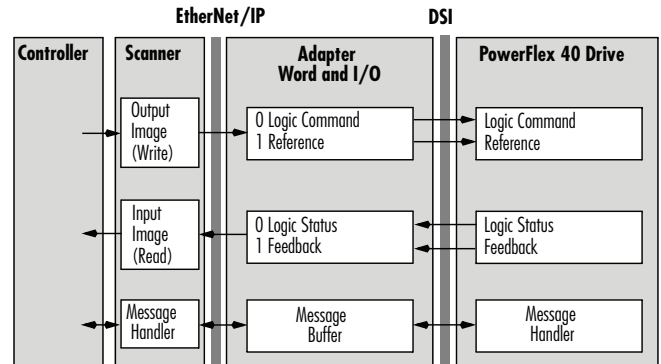 EtherNet/IP
DSI
Controller
Scanner
Adapter
Word and I/O
PowerFlex 40 Drive
Output
Image
(Write)
0 Logic Command
1 Reference
Logic Command
Reference
Input
Image
(Read)
0 Logic Status
1 Feedback
Logic Status
Feedback
Message
Handler
Message
Buffer
Message
Handler